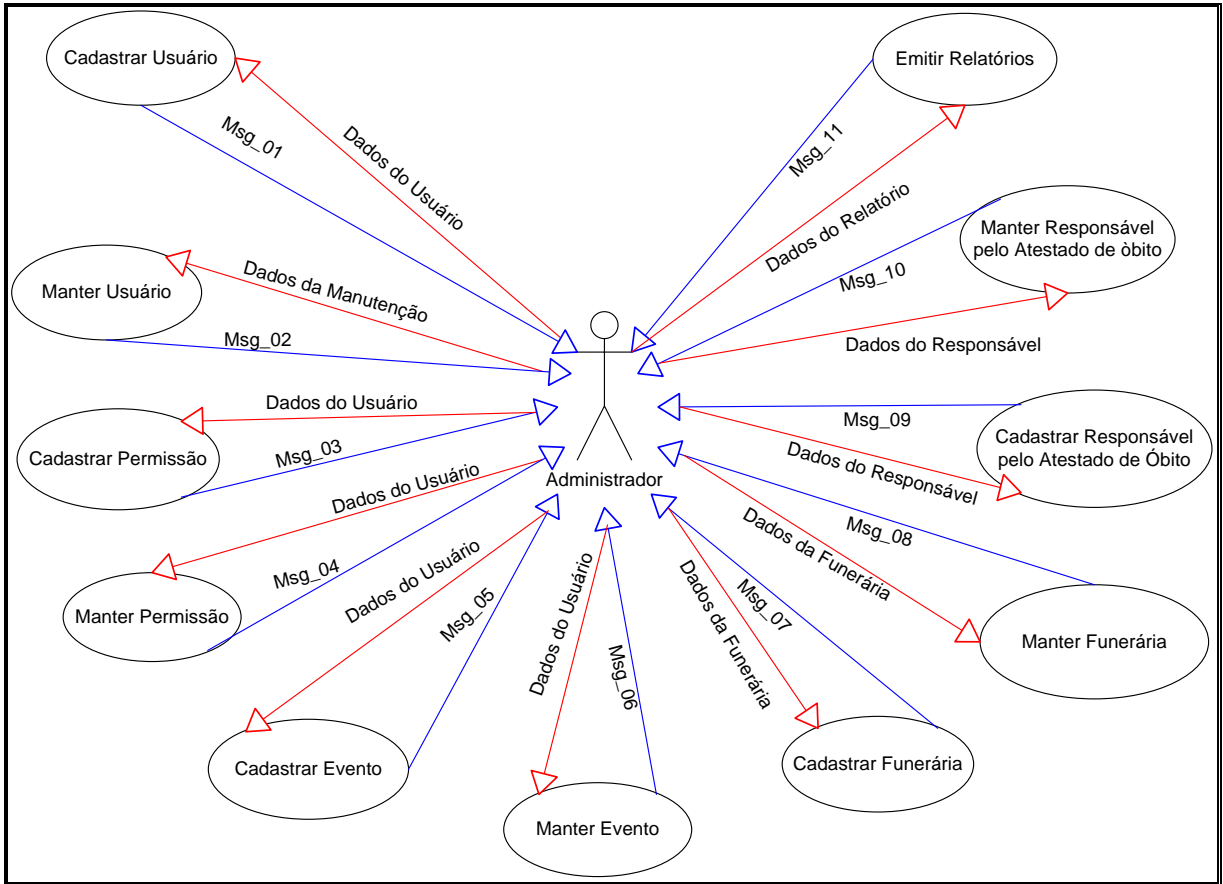 Cadastrar Usuário
Emitir Relatórios
Msg_01
Dados do Usuário
Msg_11
Dados do Relatório
Manter Responsável
pelo Atestado de òbito
Manter Usuário
Dados da Manutenção
Msg_10
Msg_02
Dados do Responsável
Cadastrar Permissão
Dados do Usuário
Msg_03
Msg_09
Dados do Responsável
Cadastrar Responsável
pelo Atestado de Óbito
Administrador
Manter Permissão
Dados do Usuário
Msg_04
Dados da Funerária
Msg_08
Manter Funerária
Cadastrar Evento
Dados do Usuário
Msg_05
Dados do Usuário
Msg_06
Manter Evento
Dados da Funerária
Msg_07
Cadastrar Funerária